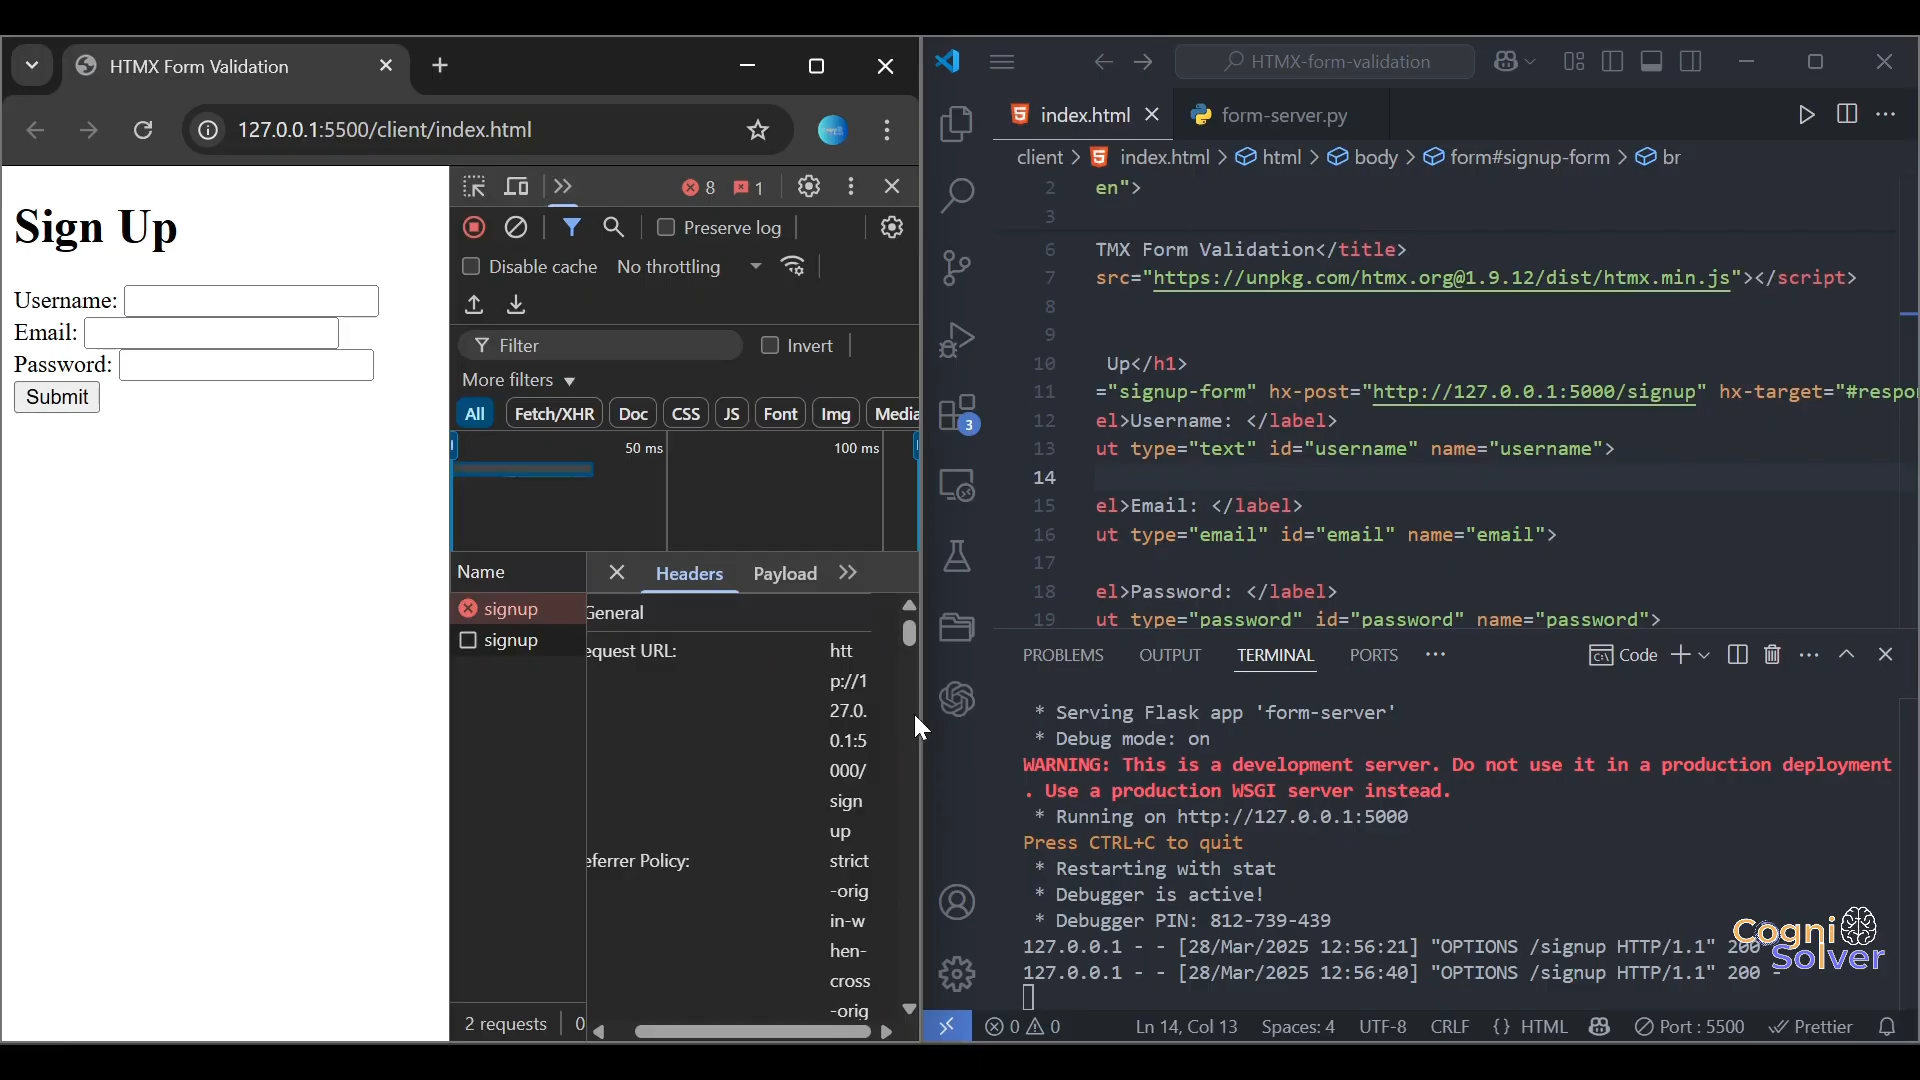 HTMX Form Validation
127.0.0.1:5500/client/index.html
Sign Up
Username:
Email:
Password:
Submit
8
1
Preserve log
Disable cache
No throttling
Filter
Invert
More filters
All
Fetch/XHR
Doc
CSS
JS
Font
Img
Media
50 ms
100 ms
Name
Headers
Payload
signup
signup
General
equest URL:
htt
p://1
27.0.
0.1:5
000/
sign
up
eferrer Policy:
strict
-orig
in-w
hen-
cross
-orig
2 requests
0
HTMX-form-validation
index.html
form-server.py
client > index.html > html > body > form#signup-form > br
2 en">
3
6 TMX Form Validation</title>
7 src="https://unpkg.com/htmx.org@1.9.12/dist/htmx.min.js"></script>
8
9
10 Up</h1>
11 ="signup-form" hx-post="http://127.0.0.1:5000/signup" hx-target="#respo
12 el>Username: </label>
13 ut type="text" id="username" name="username">
14
15 el>Email: </label>
16 ut type="email" id="email" name="email">
17
18 el>Password: </label>
19 ut type="password" id="password" name="password">
3
PROBLEMS
OUTPUT
TERMINAL
PORTS
Code
* Serving Flask app 'form-server'
* Debug mode: on
WARNING: This is a development server. Do not use it in a production deployment
. Use a production WSGI server instead.
* Running on http://127.0.0.1:5000
Press CTRL+C to quit
* Restarting with stat
* Debugger is active!
* Debugger PIN: 812-739-439
127.0.0.1 - - [28/Mar/2025 12:56:21] "OPTIONS /signup HTTP/1.1" 200 -
127.0.0.1 - - [28/Mar/2025 12:56:40] "OPTIONS /signup HTTP/1.1" 200 -
Cogni
Solver
0 0
Ln 14, Col 13
Spaces: 4
UTF-8
CRLF
{} HTML
Port : 5500
Prettier